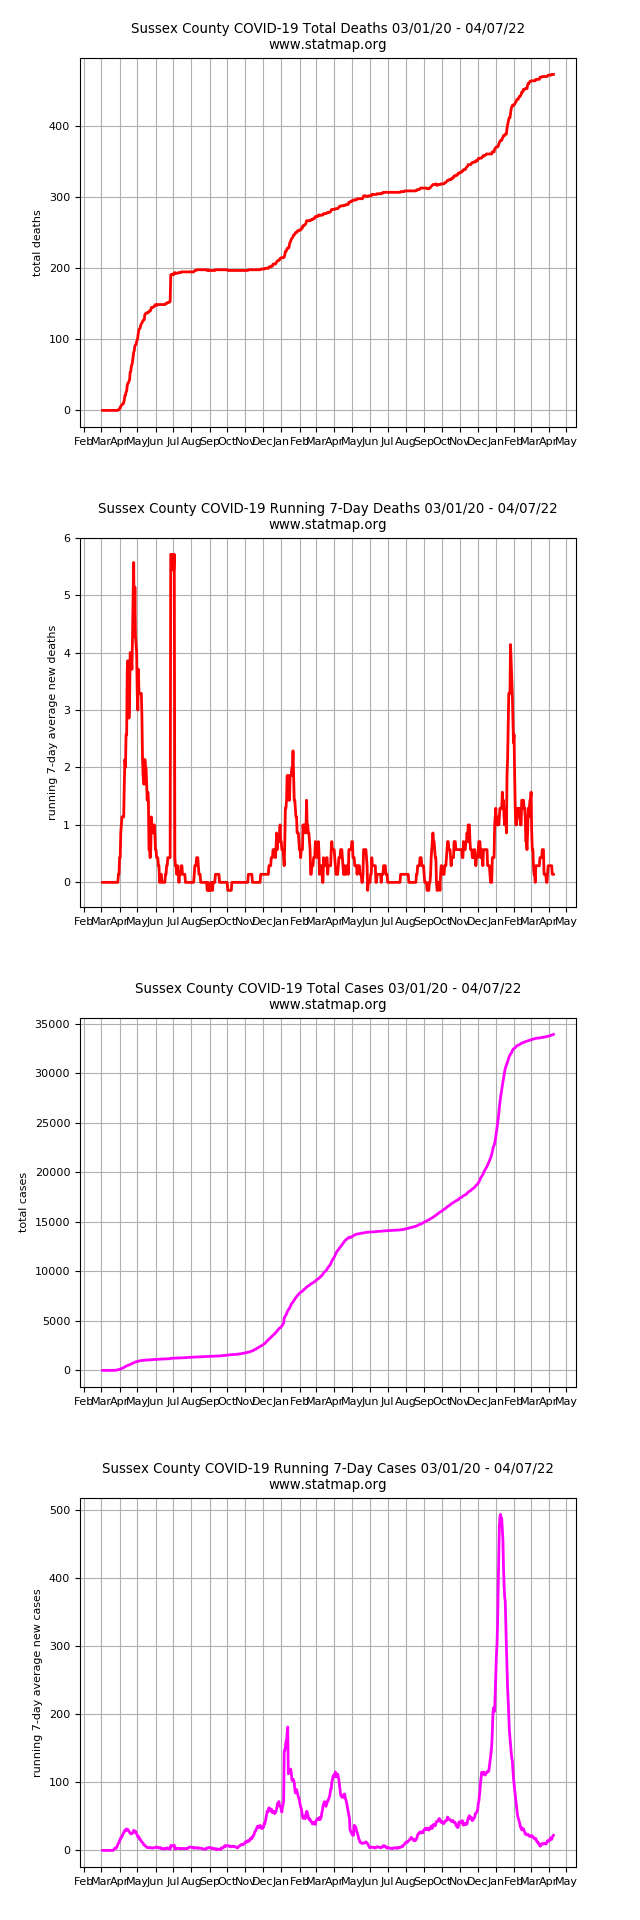 Sussex County COVID-19 Total Deaths 03/01/20 - 04/07/22
www.statmap.org
total deaths
400
300
200
100
0
Feb Mar Apr May Jun Jul Aug Sep Oct Nov Dec Jan Feb Mar Apr May Jun Jul Aug Sep Oct Nov Dec Jan Feb Mar Apr May
Sussex County COVID-19 Running 7-Day Deaths 03/01/20 - 04/07/22
www.statmap.org
running 7-day average new deaths
6
5
4
3
2
1
0
Feb Mar Apr May Jun Jul Aug Sep Oct Nov Dec Jan Feb Mar Apr May Jun Jul Aug Sep Oct Nov Dec Jan Feb Mar Apr May
Sussex County COVID-19 Total Cases 03/01/20 - 04/07/22
www.statmap.org
total cases
35000
30000
25000
20000
15000
10000
5000
0
Feb Mar Apr May Jun Jul Aug Sep Oct Nov Dec Jan Feb Mar Apr May Jun Jul Aug Sep Oct Nov Dec Jan Feb Mar Apr May
Sussex County COVID-19 Running 7-Day Cases 03/01/20 - 04/07/22
www.statmap.org
running 7-day average new cases
500
400
300
200
100
0
Feb Mar Apr May Jun Jul Aug Sep Oct Nov Dec Jan Feb Mar Apr May Jun Jul Aug Sep Oct Nov Dec Jan Feb Mar Apr May